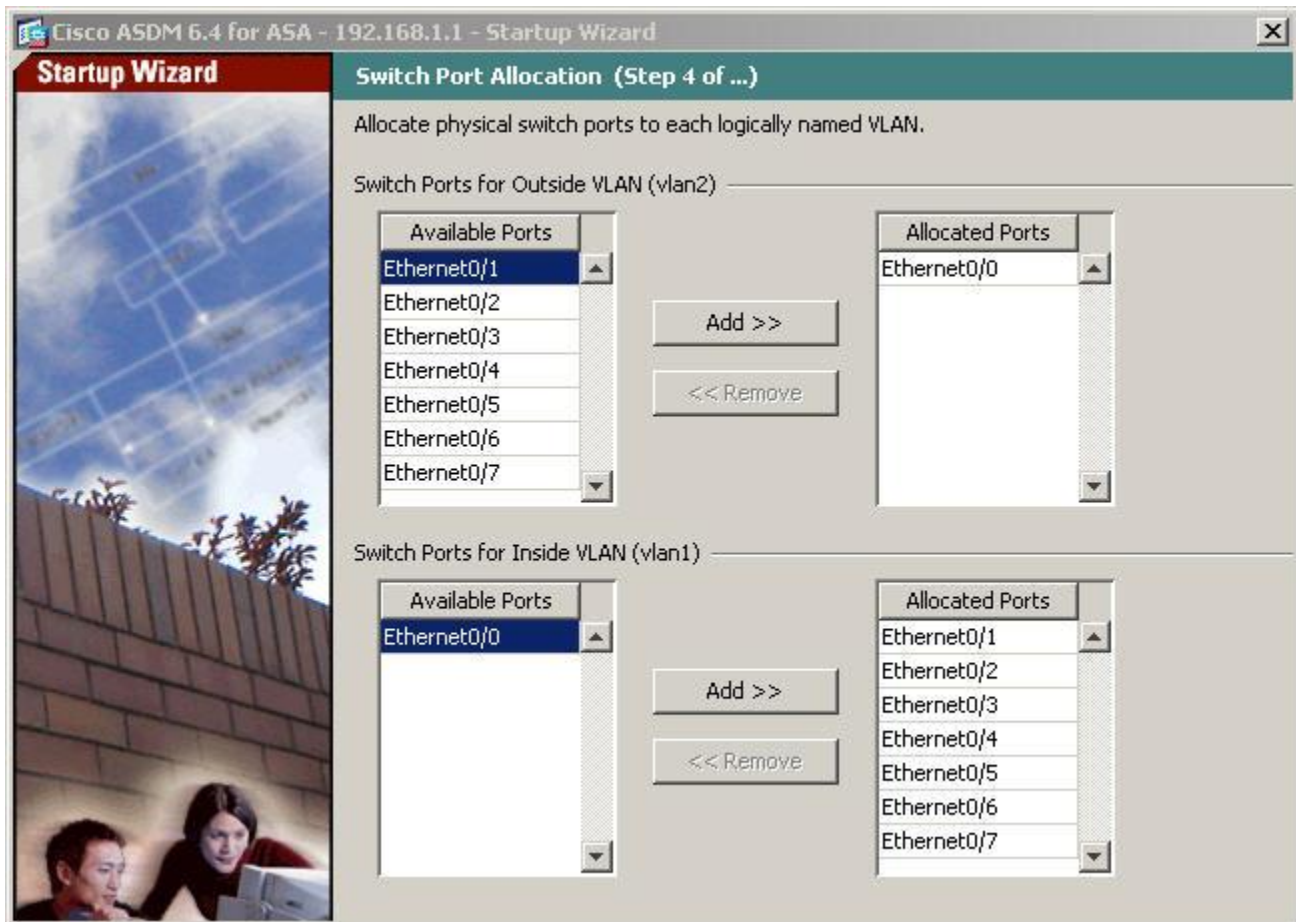 Cisco ASDM 6.4 for ASA - 192.168.1.1 - Startup Wizard
Startup Wizard
Switch Port Allocation (Step 4 of ...)
Allocate physical switch ports to each logically named VLAN.
Switch Ports for Outside VLAN (vlan2)
Available Ports
Ethernet0/1
Ethernet0/2
Ethernet0/3
Ethernet0/4
Ethernet0/5
Ethernet0/6
Ethernet0/7
Add >>
<< Remove
Allocated Ports
Ethernet0/0
Switch Ports for Inside VLAN (vlan1)
Available Ports
Ethernet0/0
Add >>
<< Remove
Allocated Ports
Ethernet0/1
Ethernet0/2
Ethernet0/3
Ethernet0/4
Ethernet0/5
Ethernet0/6
Ethernet0/7